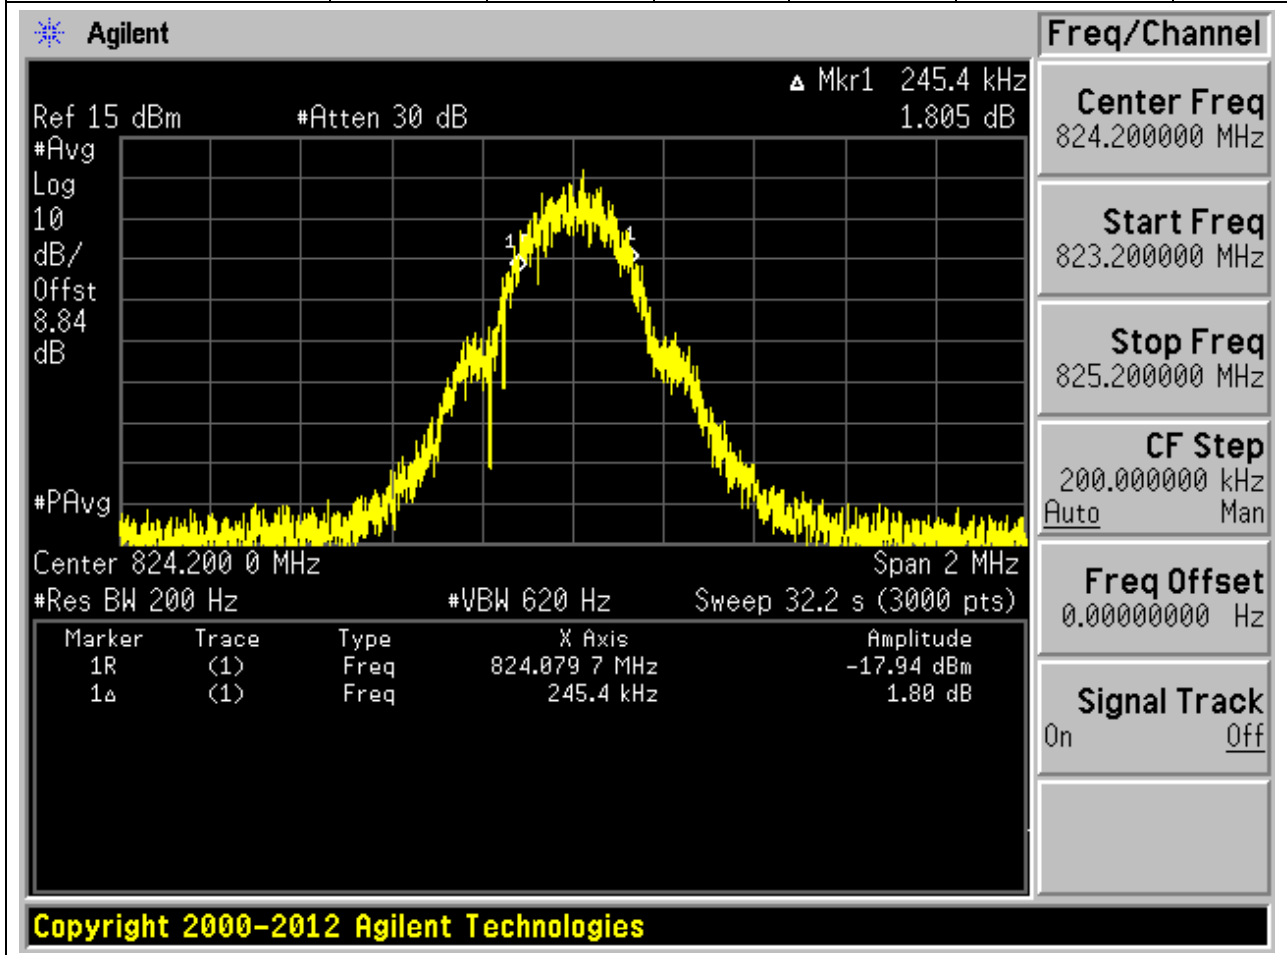 Agilent
Freq/Channel
Δ Mkr1 245.4 kHz
Ref 15 dBm #Atten 30 dB 1.805 dB
#Avg
Log
10
dB/
Offst
8.84
dB
#PAvg
1
1
Center 824.200 0 MHz Span 2 MHz
#Res BW 200 Hz #VBW 620 Hz Sweep 32.2 s (3000 pts)
Marker Trace Type X Axis Amplitude
1R (1) Freq 824.079 7 MHz -17.94 dBm
1Δ (1) Freq 245.4 kHz 1.80 dB
Center Freq
824.200000 MHz
Start Freq
823.200000 MHz
Stop Freq
825.200000 MHz
CF Step
200.000000 kHz
Auto Man
Freq Offset
0.00000000 Hz
Signal Track
On Off
Copyright 2000-2012 Agilent Technologies